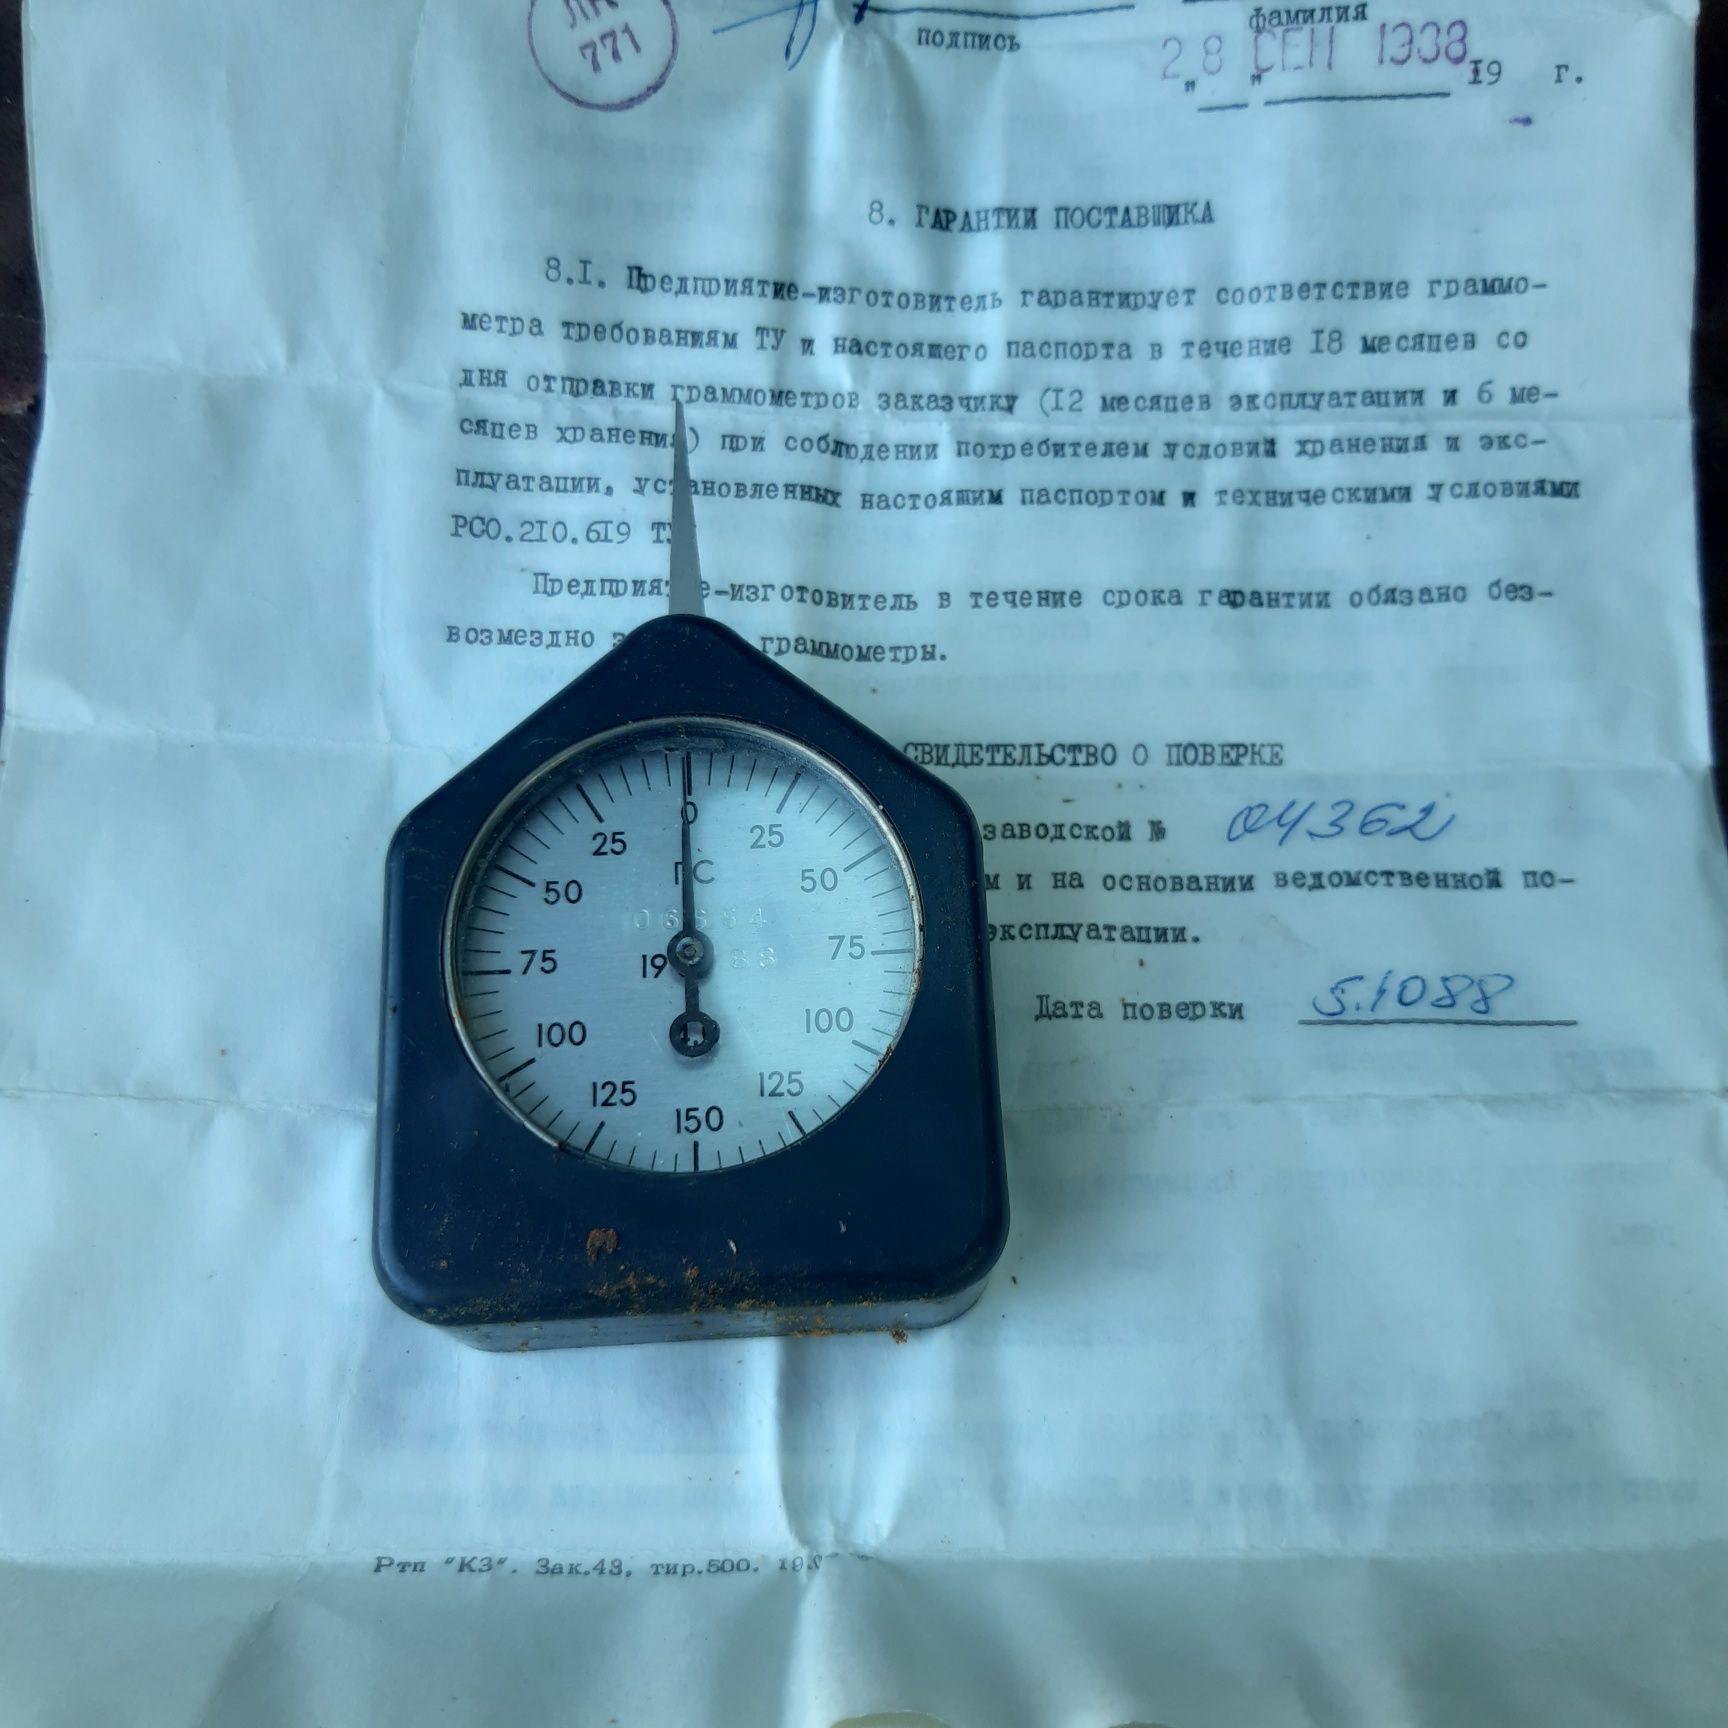 771
подпись
фамилия
28 СЕН 1988
19 г.
8. ГАРАНТИИ ПОСТАВЩИКА
8.I. Предприятие-изготовитель гарантирует соответствие граммо-
метра требованиям ТУ и настоящего паспорта в течение I8 месяцев со
дня отправки граммометров заказчику (I2 месяцев эксплуатации и 6 ме-
сяцев хранения) при соблюдении потребителем условий хранения и экс-
плуатации, установленных настоящим паспортом и техническими условиями
РСО.2I0.6I9 ТУ
Предприятие-изготовитель в течение срока гарантии обязано без-
возмездно граммометры.
СВИДЕТЕЛЬСТВО О ПОВЕРКЕ
заводской № 04362
м и на основании ведомственной по-
эксплуатации.
Дата поверки 5.1088
0
25 25
ГС
50 50
75 75
19 88
100 100
125 125
150
Ртп "КЗ". Зак.43, тир.500.